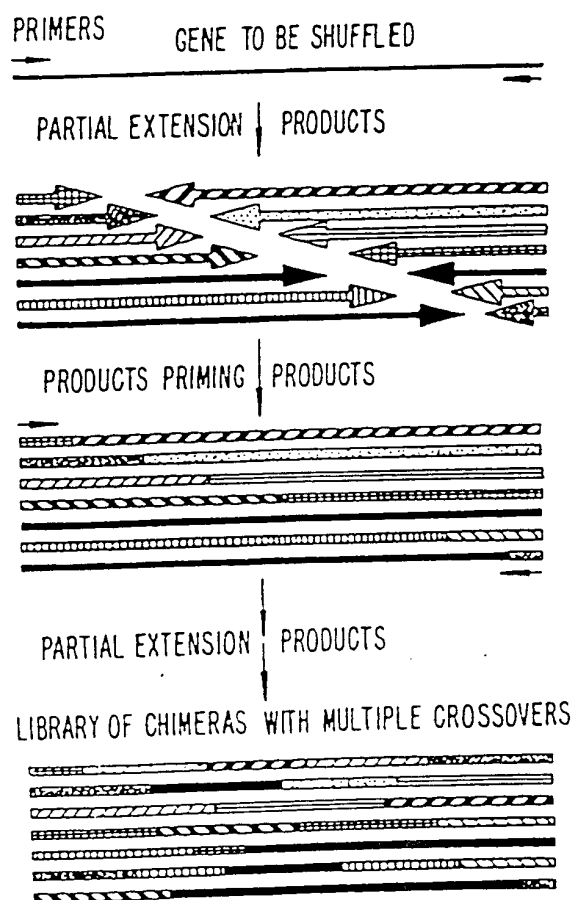 PRIMERS
GENE TO BE SHUFFLED
PARTIAL EXTENSION PRODUCTS
PRODUCTS PRIMING PRODUCTS
PARTIAL EXTENSION PRODUCTS
LIBRARY OF CHIMERAS WITH MULTIPLE CROSSOVERS